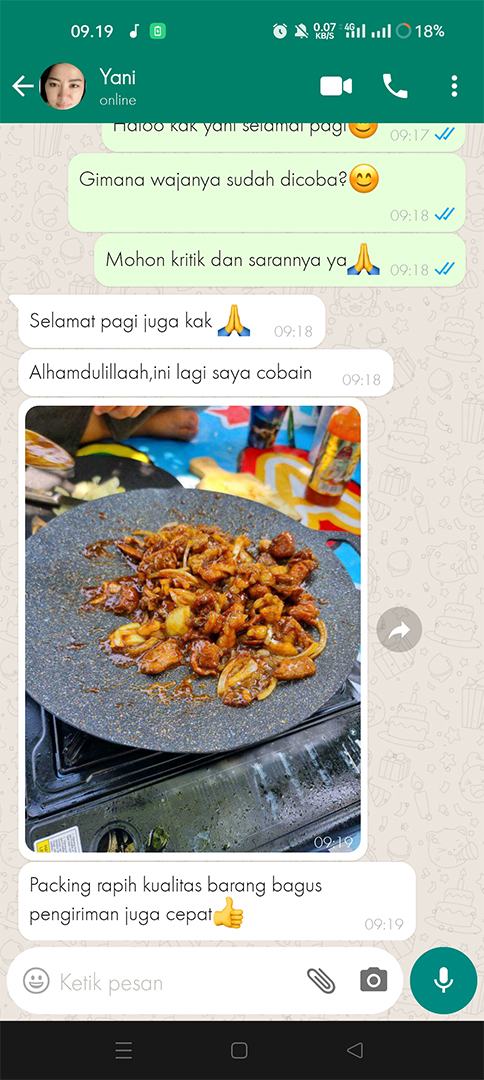 09.19
0.07 KB/S
4G
18%
Yani
online
Haloo kak yani selamat pagi😊 09:17
Gimana wajanya sudah dicoba?😊
09:18
Mohon kritik dan sarannya ya🙏 09:18
Selamat pagi juga kak 🙏 09:18
Alhamdulillaah,ini lagi saya cobain 09:18
09:19
Packing rapih kualitas barang bagus
pengiriman juga cepat👍
09:19
Ketik pesan